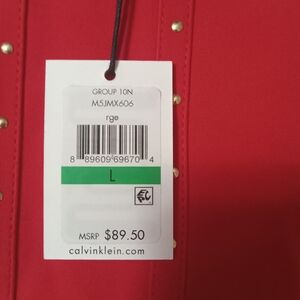 GROUP 10N
M5JMX606
rge
8 89609 69670 4
L
MSRP $89.50
calvinklein.com